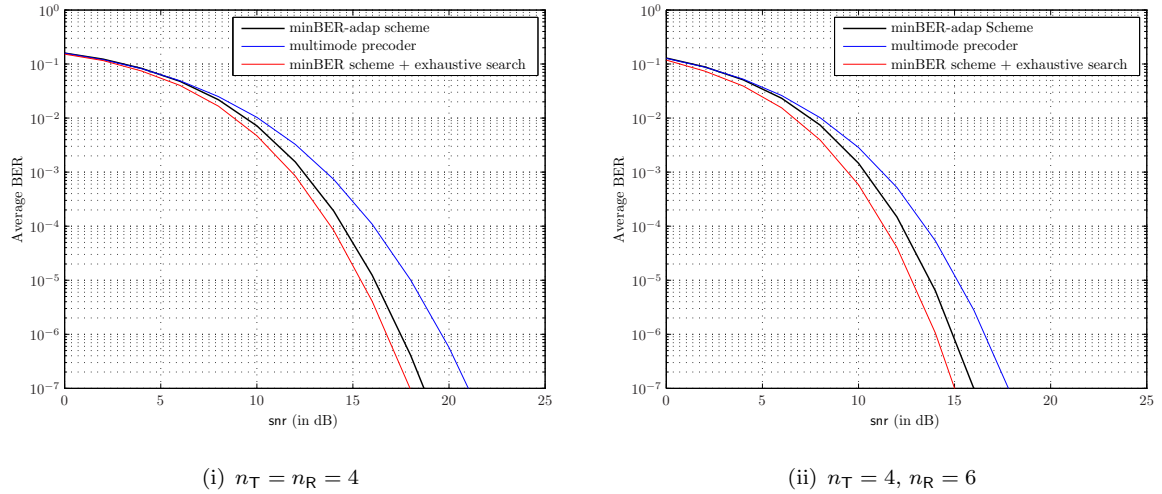 minBER-adap scheme
multimode precoder
minBER scheme + exhaustive search
10^0
10^-1
10^-2
10^-3
10^-4
10^-5
10^-6
10^-7
Average BER
0 5 10 15 20 25
snr (in dB)
(i) n_T = n_R = 4
minBER-adap Scheme
multimode precoder
minBER scheme + exhaustive search
10^0
10^-1
10^-2
10^-3
10^-4
10^-5
10^-6
10^-7
Average BER
0 5 10 15 20 25
snr (in dB)
(ii) n_T = 4, n_R = 6